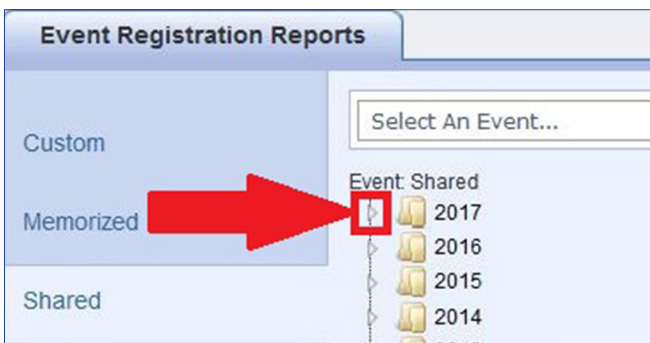 Event Registration Reports
Custom
Memorized
Shared
Select An Event...
Event: Shared
2017
2016
2015
2014